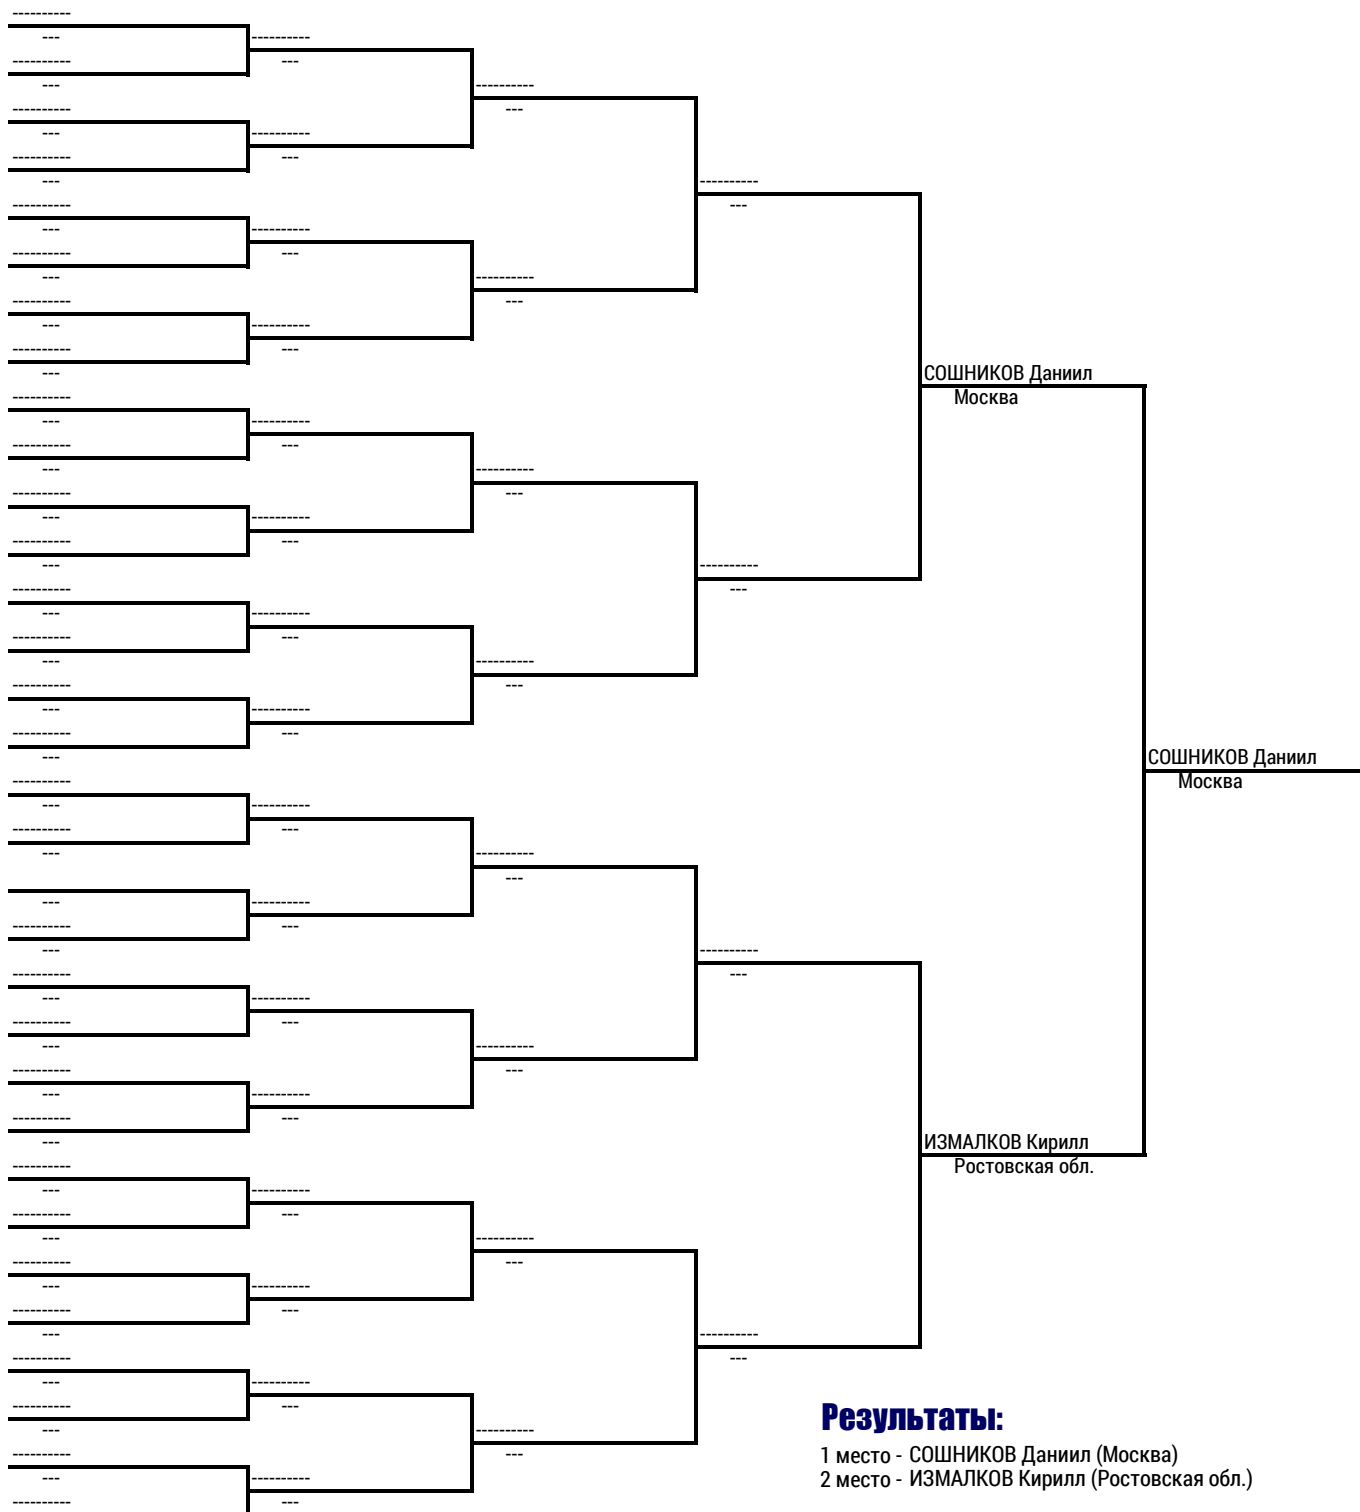 СОШНИКОВ Даниил
Москва
СОШНИКОВ Даниил
Москва
ИЗМАЛКОВ Кирилл
Ростовская обл.
Результаты:
1 место - СОШНИКОВ Даниил (Москва)
2 место - ИЗМАЛКОВ Кирилл (Ростовская обл.)